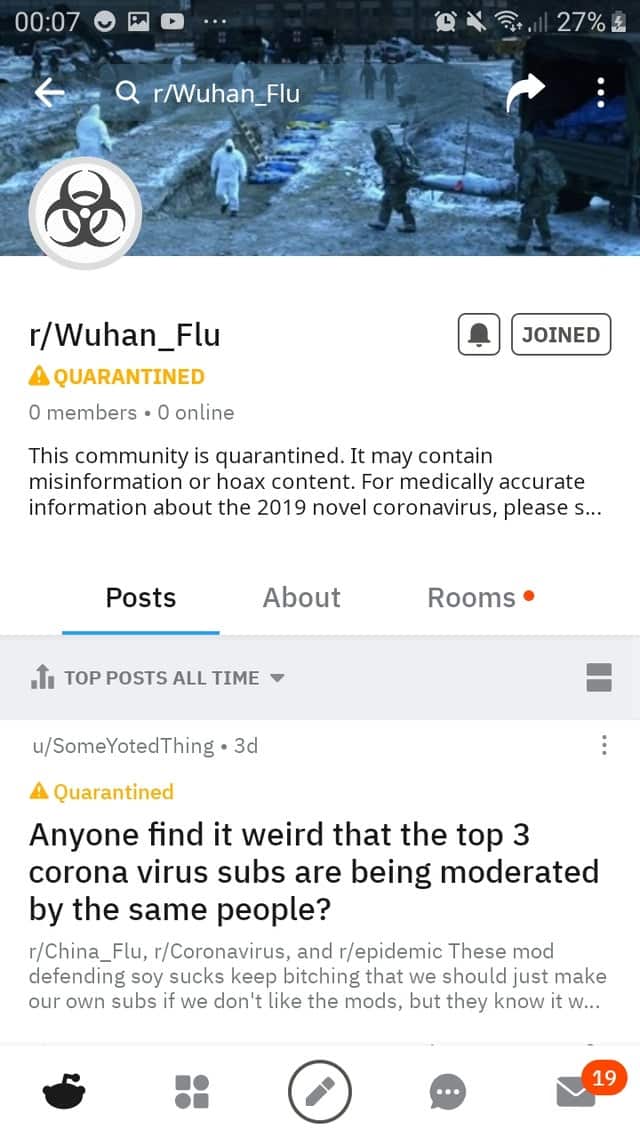 00:07 ... 27%
r/Wuhan_Flu
r/Wuhan_Flu
JOINED
QUARANTINED
0 members • 0 online
This community is quarantined. It may contain
misinformation or hoax content. For medically accurate
information about the 2019 novel coronavirus, please s...
Posts About Rooms
TOP POSTS ALL TIME
u/SomeYotedThing • 3d
Quarantined
Anyone find it weird that the top 3
corona virus subs are being moderated
by the same people?
r/China_Flu, r/Coronavirus, and r/epidemic These mod
defending soy sucks keep bitching that we should just make
our own subs if we don't like the mods, but they know it w...
19